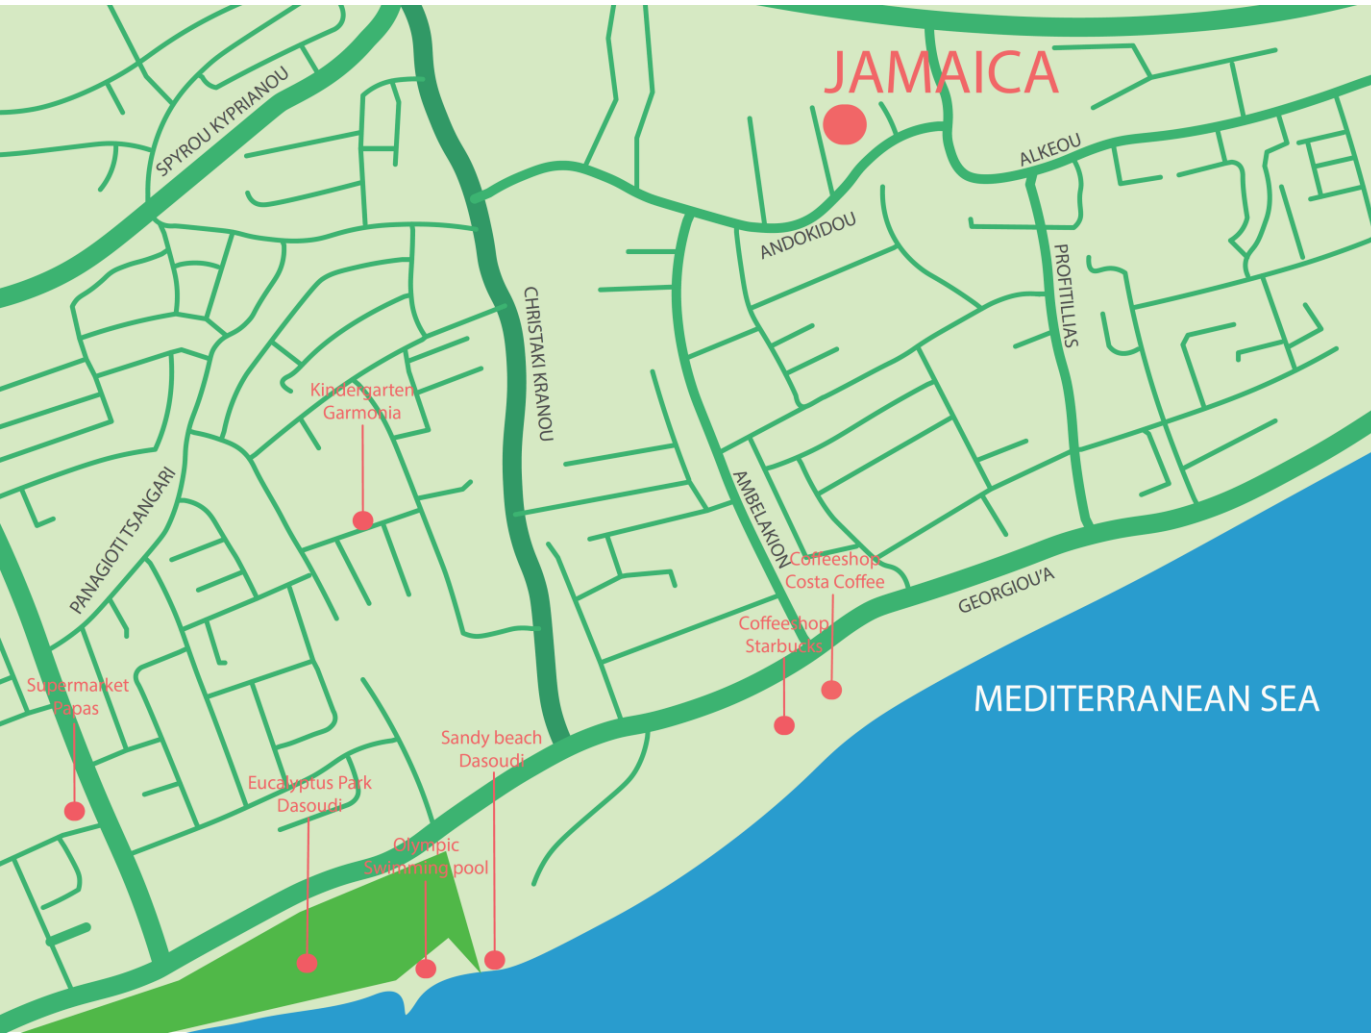 JAMAICA
SPYROU KYPRIANOU
ALKEOU
ANDOKIDOU
PROFITILLIAS
CHRISTAKI KRANOU
Kindergarten
Garmonia
PANAGIOTI TSANGARI
AMBELAKION
Coffeeshop
Costa Coffee
GEORGIOU'A
Coffeeshop
Starbucks
Supermarket
Papas
MEDITERRANEAN SEA
Sandy beach
Dasoudi
Eucalyptus Park
Dasoudi
Olympic
Swimming pool